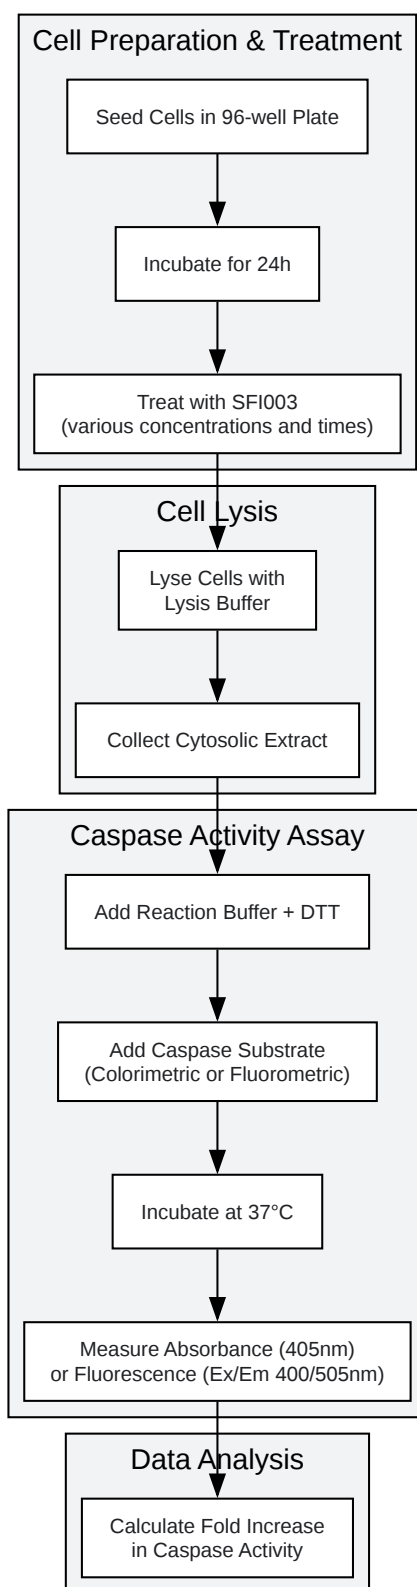 Cell Preparation & Treatment
Seed Cells in 96-well Plate
Incubate for 24h
Treat with SFI003
(various concentrations and times)
Cell Lysis
Lyse Cells with
Lysis Buffer
Collect Cytosolic Extract
Caspase Activity Assay
Add Reaction Buffer + DTT
Add Caspase Substrate
(Colorimetric or Fluorometric)
Incubate at 37°C
Measure Absorbance (405nm)
or Fluorescence (Ex/Em 400/505nm)
Data Analysis
Calculate Fold Increase
in Caspase Activity